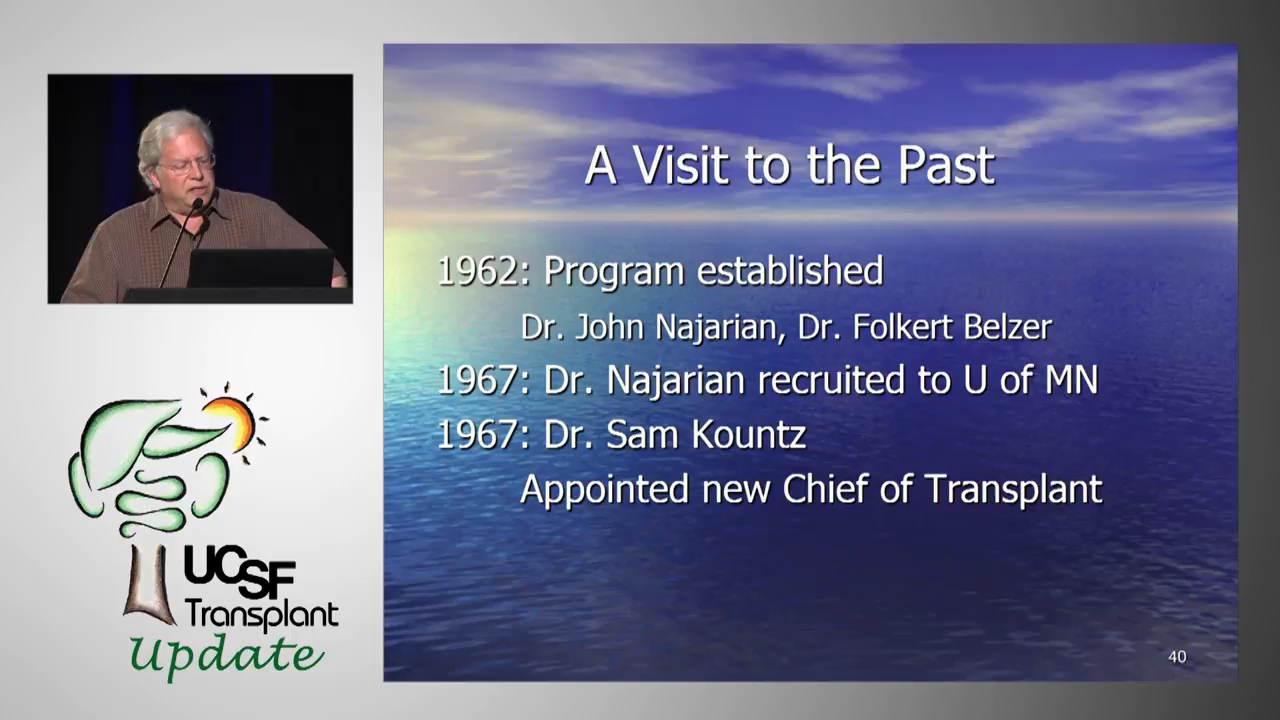 A Visit to the Past
1962: Program established
Dr. John Najarian, Dr. Folkert Belzer
1967: Dr. Najarian recruited to U of MN
1967: Dr. Sam Kountz
Appointed new Chief of Transplant
40
UCSF
Transplant
Update